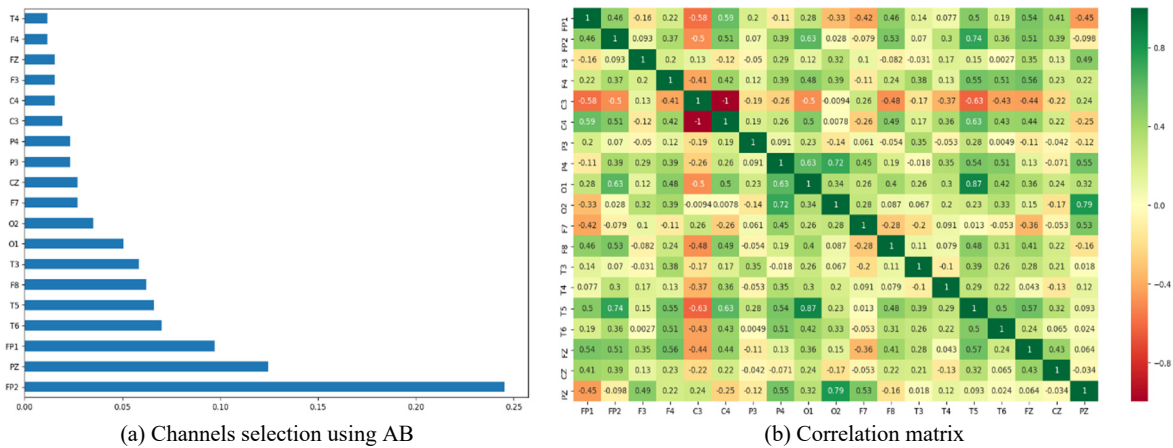 T4
F4
FZ
F3
C4
C3
P4
P3
CZ
F7
O2
O1
T3
F8
T5
T6
FP1
PZ
FP2
0.00 0.05 0.10 0.15 0.20 0.25
(a) Channels selection using AB
FP1 1 0.46 -0.16 0.22 -0.58 0.59 0.2 -0.11 0.28 -0.33 -0.42 0.46 0.14 0.077 0.5 0.19 0.54 0.41 -0.45
FP2 0.46 1 0.093 0.37 -0.5 0.51 0.07 0.39 0.63 0.028 -0.079 0.53 0.07 0.3 0.74 0.36 0.51 0.39 -0.098
F3 -0.16 0.093 1 0.2 0.13 -0.12 -0.05 0.29 0.12 0.32 0.1 -0.082 -0.031 0.17 0.15 0.0027 0.35 0.13 0.49
F4 0.22 0.37 0.2 1 -0.41 0.42 0.12 0.39 0.48 0.39 -0.11 0.24 0.38 0.13 0.55 0.51 0.56 0.23 0.22
C3 -0.58 -0.5 0.13 -0.41 1 -1 -0.19 -0.26 -0.5 -0.0094 0.26 -0.48 -0.17 -0.37 -0.63 -0.43 -0.44 -0.22 0.24
C4 0.59 0.51 -0.12 0.42 -1 1 0.19 0.26 0.5 0.0078 -0.26 0.49 0.17 0.36 0.63 0.43 0.44 0.22 -0.25
P3 0.2 0.07 -0.05 0.12 -0.19 0.19 1 0.091 0.23 -0.14 0.061 -0.054 0.35 -0.053 0.28 0.0049 -0.11 -0.042 -0.12
P4 -0.11 0.39 0.29 0.39 -0.26 0.26 0.091 1 0.63 0.72 0.45 0.19 -0.018 0.35 0.54 0.51 0.13 -0.071 0.55
O1 0.28 0.63 0.12 0.48 -0.5 0.5 0.23 0.63 1 0.34 0.26 0.4 0.26 0.3 0.87 0.42 0.36 0.24 0.32
O2 -0.33 0.028 0.32 0.39 -0.0094 0.0078 -0.14 0.72 0.34 1 0.28 0.087 0.067 0.2 0.23 0.33 0.15 -0.17 0.79
F7 -0.42 -0.079 0.1 -0.11 0.26 -0.26 0.061 0.45 0.26 0.28 1 -0.28 -0.2 0.091 0.013 -0.053 -0.36 -0.053 0.53
F8 0.46 0.53 -0.082 0.24 -0.48 0.49 -0.054 0.19 0.4 0.087 -0.28 1 0.11 0.079 0.48 0.31 0.41 0.22 -0.16
T3 0.14 0.07 -0.031 0.38 -0.17 0.17 0.35 -0.018 0.26 0.067 -0.2 0.11 1 -0.1 0.39 0.26 0.28 0.21 0.018
T4 0.077 0.3 0.17 0.13 -0.37 0.36 -0.053 0.35 0.3 0.2 0.091 0.079 -0.1 1 0.29 0.22 0.043 -0.13 0.12
T5 0.5 0.74 0.15 0.55 -0.63 0.63 0.28 0.54 0.87 0.23 0.013 0.48 0.39 0.29 1 0.5 0.57 0.32 0.093
T6 0.19 0.36 0.0027 0.51 -0.43 0.43 0.0049 0.51 0.42 0.33 -0.053 0.31 0.26 0.22 0.5 1 0.24 0.065 0.024
FZ 0.54 0.51 0.35 0.56 -0.44 0.44 -0.11 0.13 0.36 0.15 -0.36 0.41 0.28 0.043 0.57 0.24 1 0.43 0.064
CZ 0.41 0.39 0.13 0.23 -0.22 0.22 -0.042 -0.071 0.24 -0.17 -0.053 0.22 0.21 -0.13 0.32 0.065 0.43 1 -0.034
PZ -0.45 -0.098 0.49 0.22 0.24 -0.25 -0.12 0.55 0.32 0.79 0.53 -0.16 0.018 0.12 0.093 0.024 0.064 -0.034 1
FP1 FP2 F3 F4 C3 C4 P3 P4 O1 O2 F7 F8 T3 T4 T5 T6 FZ CZ PZ
0.8
0.4
0.0
-0.4
-0.8
(b) Correlation matrix